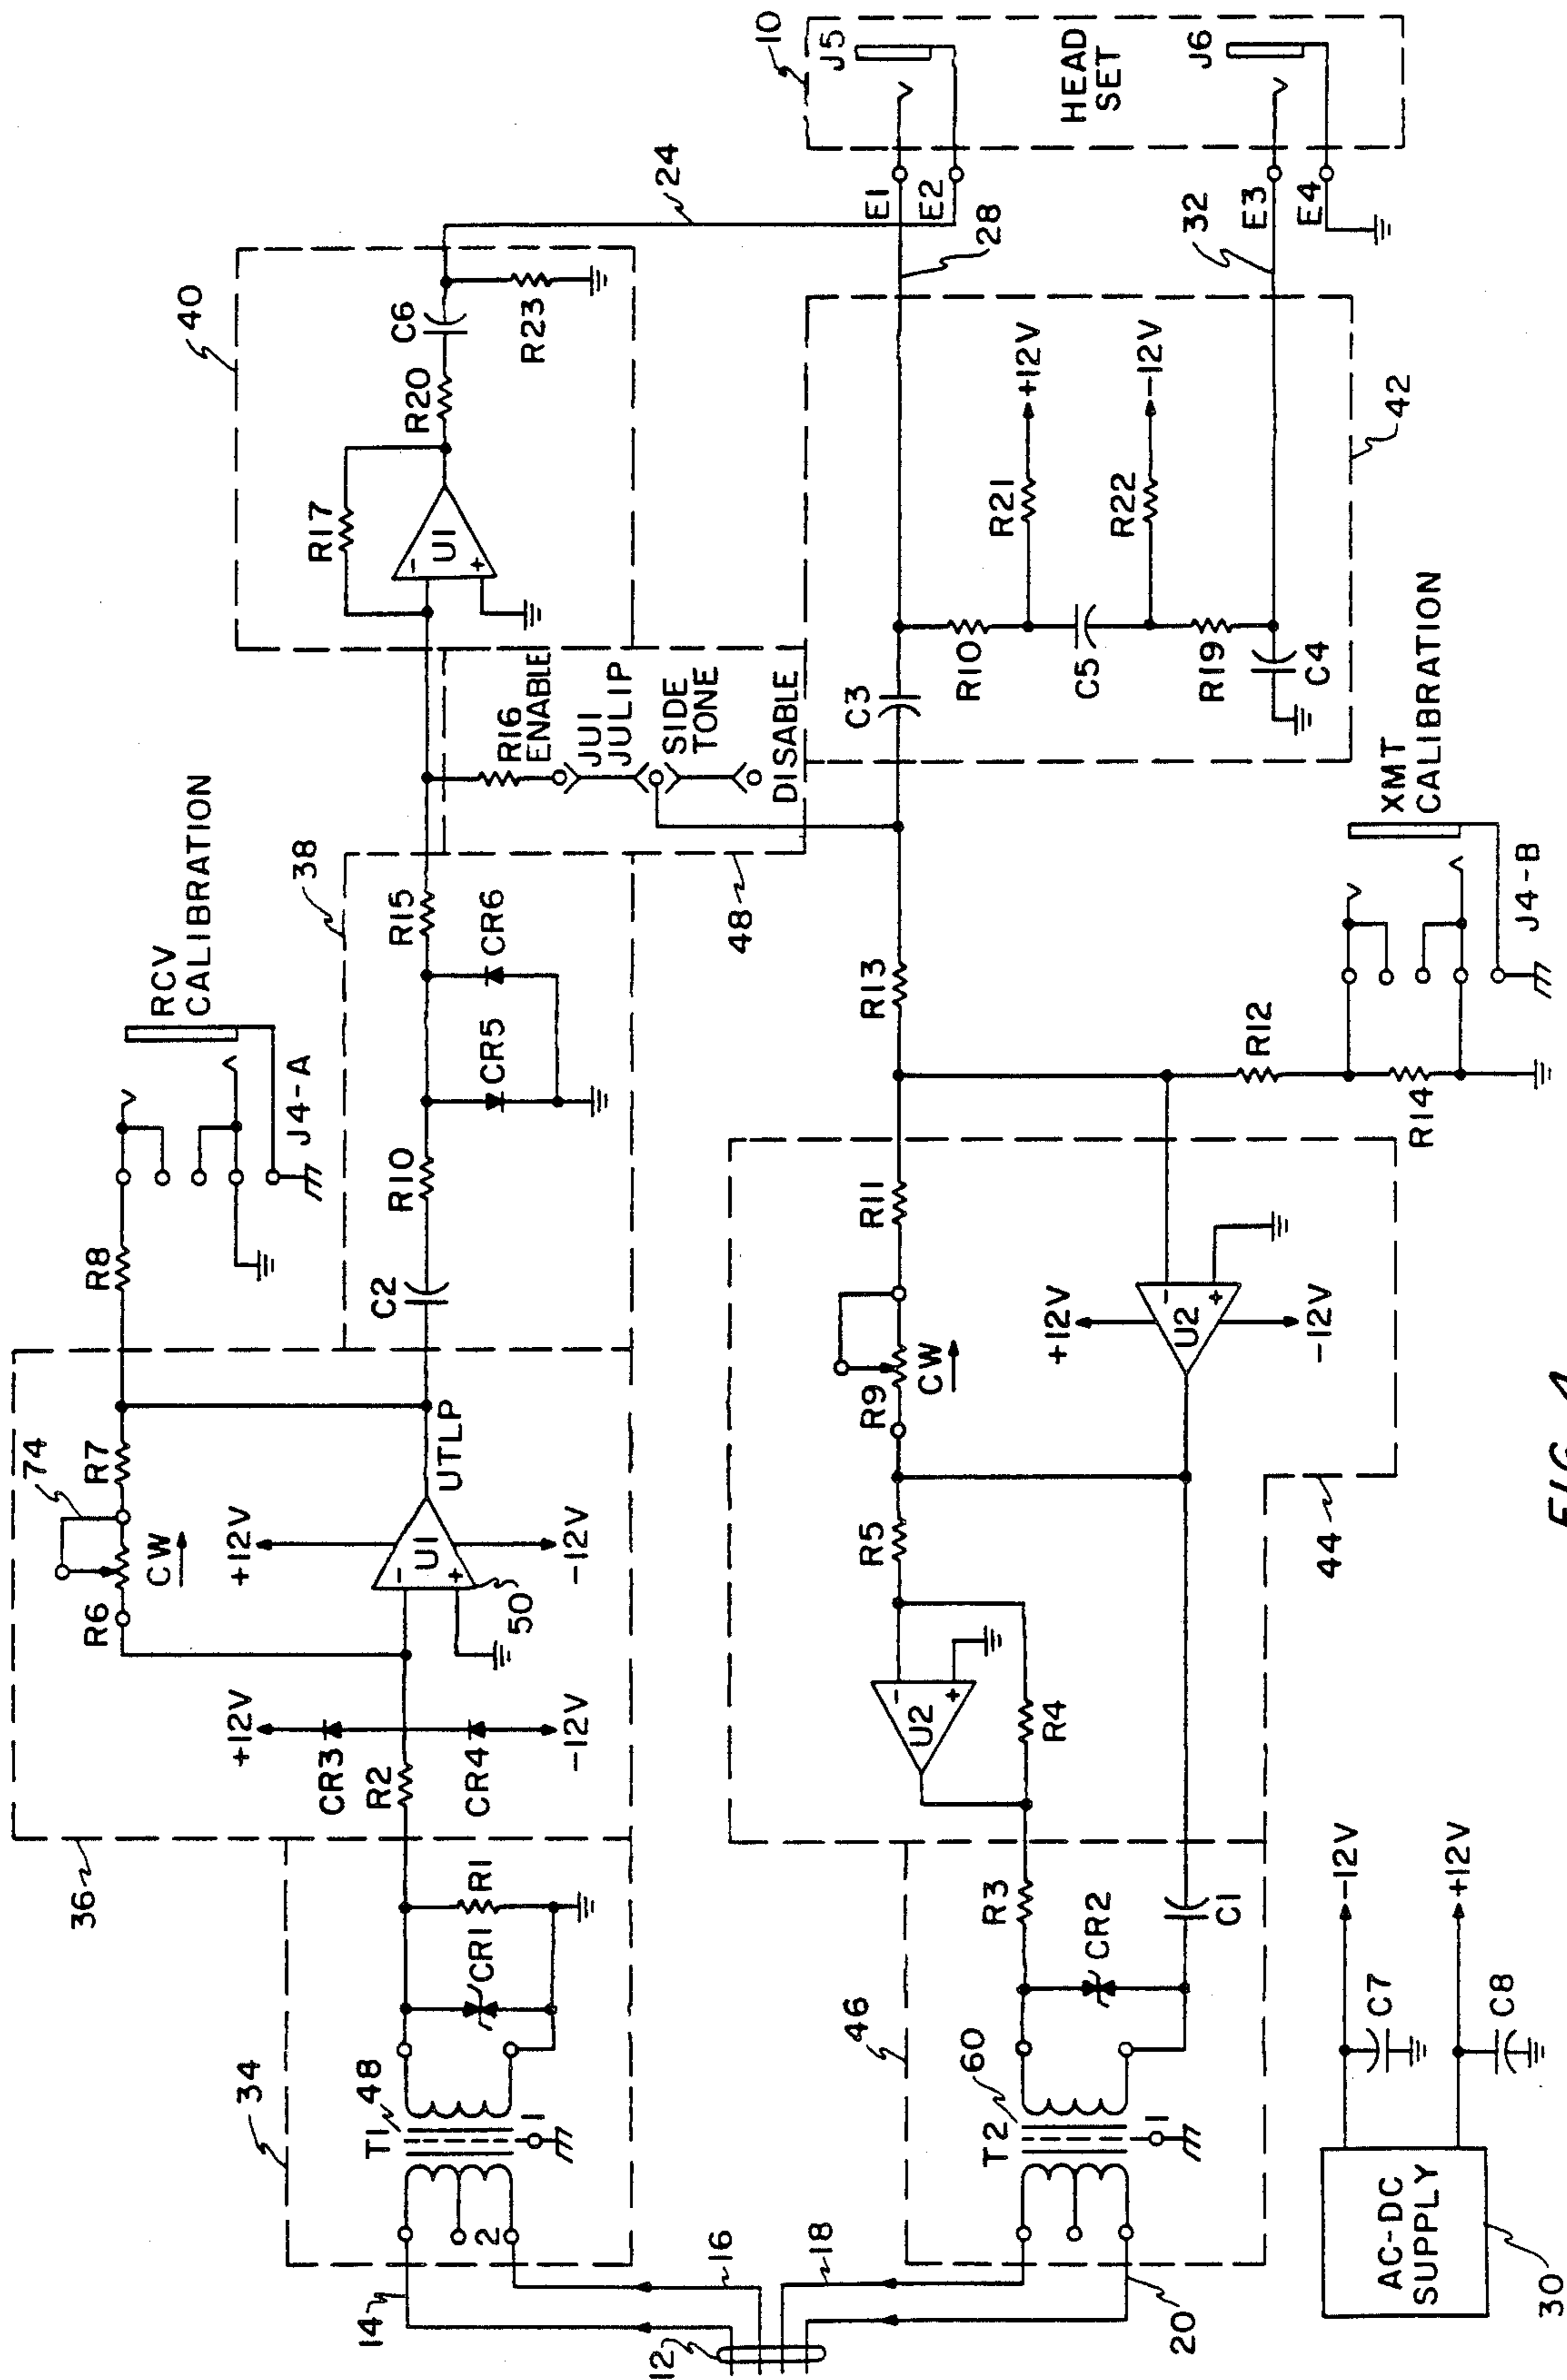 34
36
74
RCV
CALIBRATION
38
40
24
10
14
T1
48
2
1
CR1
R1
R2
+12V
CR3
CR4
-12V
R6
CW
R7
+12V
U1
-
+
50
-12V
UTLP
R8
J4-A
C2
R10
CR5
CR6
R15
R17
U1
-
+
R20
C6
R23
R16
ENABLE
JU1
JULIP
SIDE
TONE
DISABLE
48
12
16
18
20
46
T2
60
1
CR2
R3
C1
U2
-
+
R4
R5
R9
CW
R11
+12V
U2
-
+
-12V
44
R13
R12
R14
XMT
CALIBRATION
J4-B
C3
R10
C5
R19
C4
R21
+12V
R22
-12V
42
28
32
E1
E2
E3
E4
J5
HEAD
SET
J6
AC-DC
SUPPLY
30
-12V
C7
+12V
C8
FIG. 4